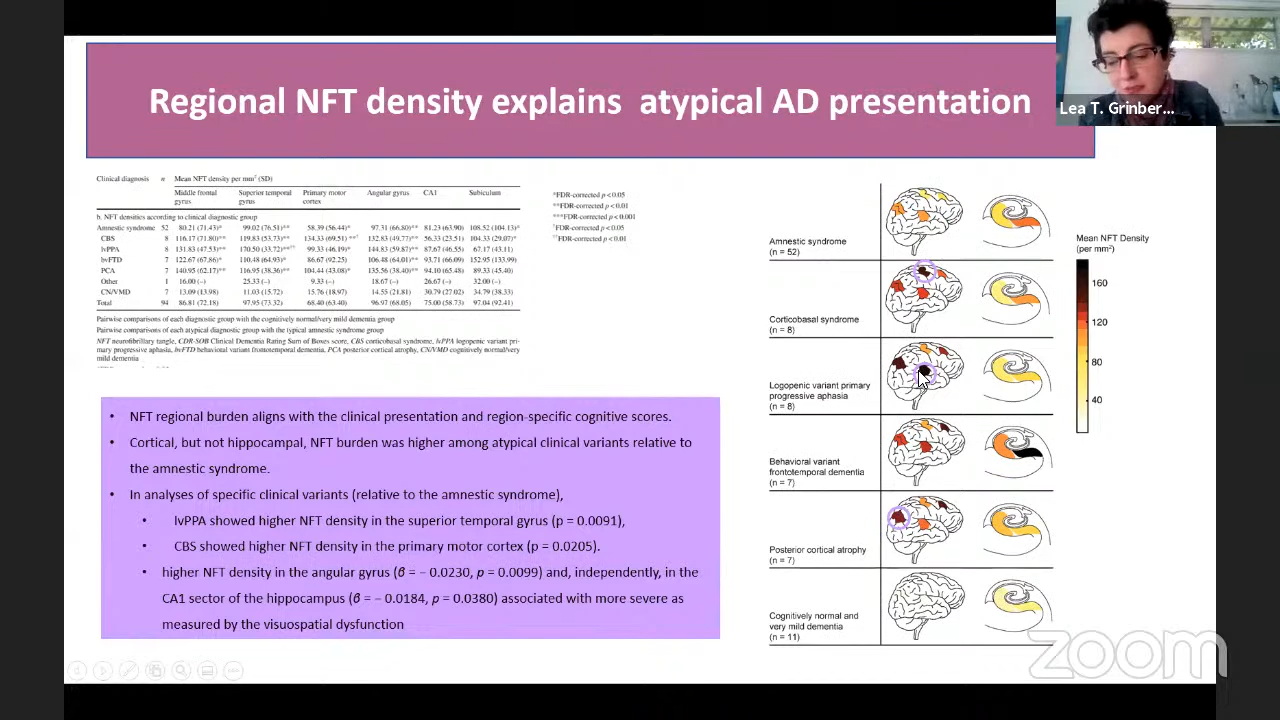 Regional NFT density explains atypical AD presentation
Lea T. Grinber...
Clinical diagnosis n Mean NFT density per mm² (SD)
Middle frontal gyrus Superior temporal gyrus Primary motor cortex Angular gyrus CA1 Subiculum
b. NFT densities according to clinical diagnostic group
Amnestic syndrome 52 80.21 (71.43)* 99.02 (76.51)** 58.39 (56.44)* 97.31 (66.80)** 81.23 (63.90) 108.52 (104.13)*
CBS 8 116.17 (71.80)** 119.83 (53.73)** 134.33 (69.51) ** 132.83 (49.77)** 56.33 (23.51) 104.33 (29.07)*
lvPPA 8 131.83 (47.53)** 170.50 (33.72)** 99.33 (46.19)* 144.83 (59.87)** 87.67 (46.55) 67.17 (43.11)
bvFTD 7 122.67 (67.86)* 110.48 (64.93)* 86.67 (92.25) 106.48 (64.01)** 93.71 (66.09) 152.95 (133.99)
PCA 7 140.95 (62.17)** 116.95 (38.36)** 104.44 (43.08)* 135.56 (38.40)** 94.10 (65.48) 89.33 (45.40)
Other 1 16.00 (–) 25.33 (–) 9.33 (–) 18.67 (–) 26.67 (–) 32.00 (–)
CN/VMD 7 13.09 (13.98) 11.03 (15.72) 15.76 (18.97) 14.55 (21.81) 30.79 (27.02) 34.79 (38.33)
Total 94 86.81 (72.18) 97.95 (73.32) 68.40 (63.40) 96.97 (68.05) 75.00 (58.73) 97.04 (92.41)
Pairwise comparisons of each diagnostic group with the cognitively normal/very mild dementia group
Pairwise comparisons of each atypical diagnostic group with the typical amnestic syndrome group
NFT neurofibrillary tangle, CDR-SOB Clinical Dementia Rating Sum of Boxes score, CBS corticobasal syndrome, lvPPA logopenic variant pri-
mary progressive aphasia, bvFTD behavioral variant frontotemporal dementia, PCA posterior cortical atrophy, CN/VMD cognitively normal/very
mild dementia
*FDR-corrected p < 0.05
**FDR-corrected p < 0.01
***FDR-corrected p < 0.001
†FDR-corrected p < 0.05
††FDR-corrected p < 0.01
• NFT regional burden aligns with the clinical presentation and region-specific cognitive scores.
• Cortical, but not hippocampal, NFT burden was higher among atypical clinical variants relative to
the amnestic syndrome.
• In analyses of specific clinical variants (relative to the amnestic syndrome),
• lvPPA showed higher NFT density in the superior temporal gyrus (p = 0.0091),
• CBS showed higher NFT density in the primary motor cortex (p = 0.0205).
• higher NFT density in the angular gyrus (β = − 0.0230, p = 0.0099) and, independently, in the
CA1 sector of the hippocampus (β = − 0.0184, p = 0.0380) associated with more severe as
measured by the visuospatial dysfunction
Amnestic syndrome
(n = 52)
Corticobasal syndrome
(n = 8)
Logopenic variant primary
progressive aphasia
(n = 8)
Behavioral variant
frontotemporal dementia
(n = 7)
Posterior cortical atrophy
(n = 7)
Cognitively normal and
very mild dementia
(n = 11)
Mean NFT Density
(per mm²)
160
120
80
40
zoom